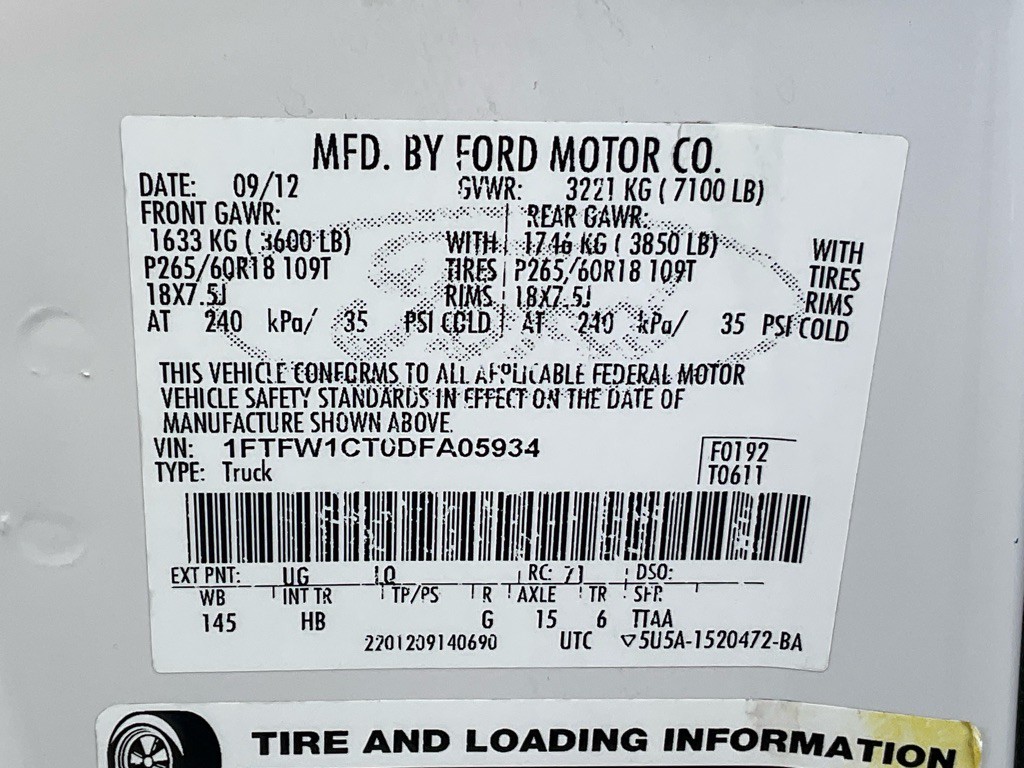 MFD. BY FORD MOTOR CO.
DATE: 09/12 GVWR: 3221 KG ( 7100 LB)
FRONT GAWR: REAR GAWR:
1633 KG ( 3600 LB) WITH 1746 KG ( 3850 LB) WITH
P265/60R18 109T TIRES P265/60R18 109T TIRES
18X7.5J RIMS 18X7.5J RIMS
AT 240 kPa/ 35 PSI COLD AT 240 kPa/ 35 PSI COLD
Ford
THIS VEHICLE CONFORMS TO ALL APPLICABLE FEDERAL MOTOR
VEHICLE SAFETY STANDARDS IN EFFECT ON THE DATE OF
MANUFACTURE SHOWN ABOVE.
VIN: 1FTFW1CT0DFA05934 F0192
TYPE: Truck T0611
EXT PNT: UG RC: 71 DSO:
WB INT TR TP/PS R AXLE TR SPR
145 HB G 15 6 TTAA
2201209140690 UTC ▽5U5A-1520472-BA
TIRE AND LOADING INFORMATION